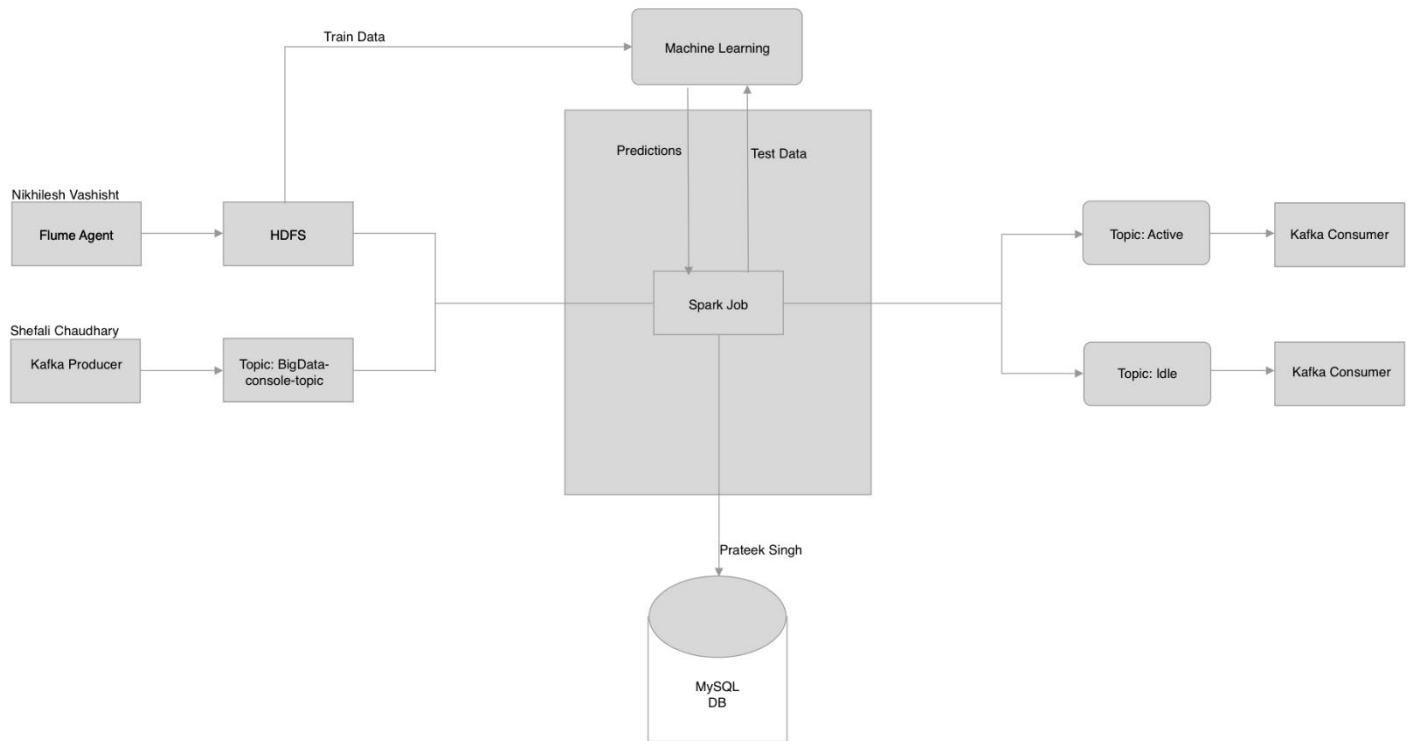 Train Data
Machine Learning
Predictions
Test Data
Nikhilesh Vashisht
Flume Agent
HDFS
Topic: Active
Kafka Consumer
Spark Job
Shefali Chaudhary
Kafka Producer
Topic: BigData-
console-topic
Topic: Idle
Kafka Consumer
Prateek Singh
MySQL
DB